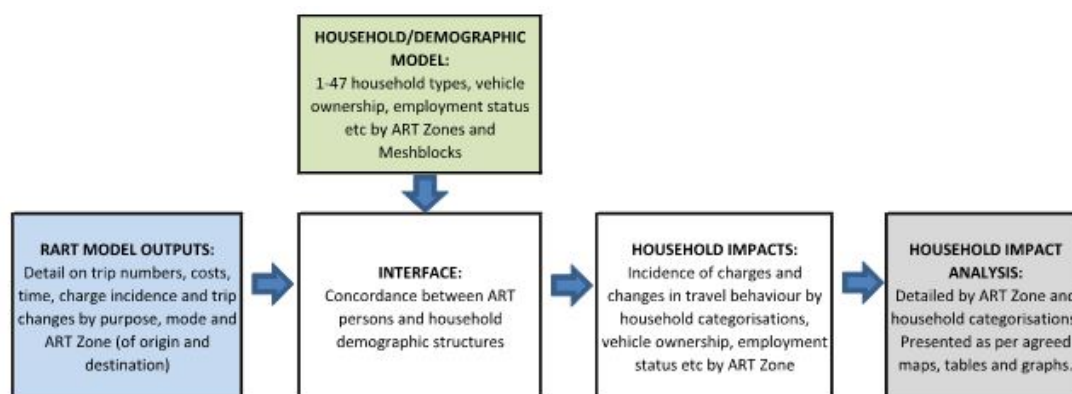 HOUSEHOLD/DEMOGRAPHIC
MODEL:
1-47 household types, vehicle
ownership, employment status
etc by ART Zones and
Meshblocks
RART MODEL OUTPUTS:
Detail on trip numbers, costs,
time, charge incidence and trip
changes by purpose, mode and
ART Zone (of origin and
destination)
INTERFACE:
Concordance between ART
persons and household
demographic structures
HOUSEHOLD IMPACTS:
Incidence of charges and
changes in travel behaviour by
household categorisations,
vehicle ownership, employment
status etc by ART Zone
HOUSEHOLD IMPACT
ANALYSIS:
Detailed by ART Zone and
household categorisations
Presented as per agreed
maps, tables and graphs.